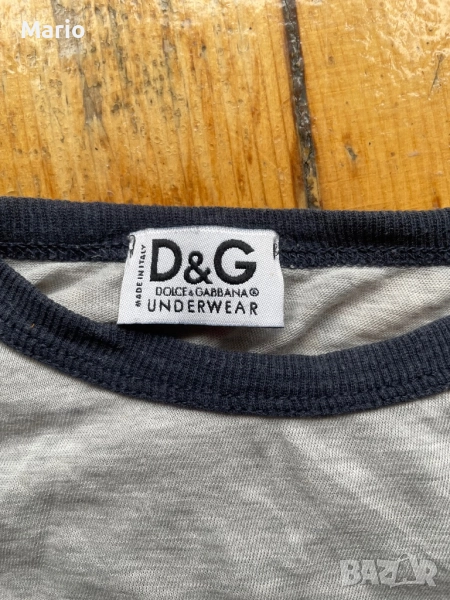 Mario
MADE IN ITALY
D&G
DOLCE & GABBANA®
UNDERWEAR
BAZAR